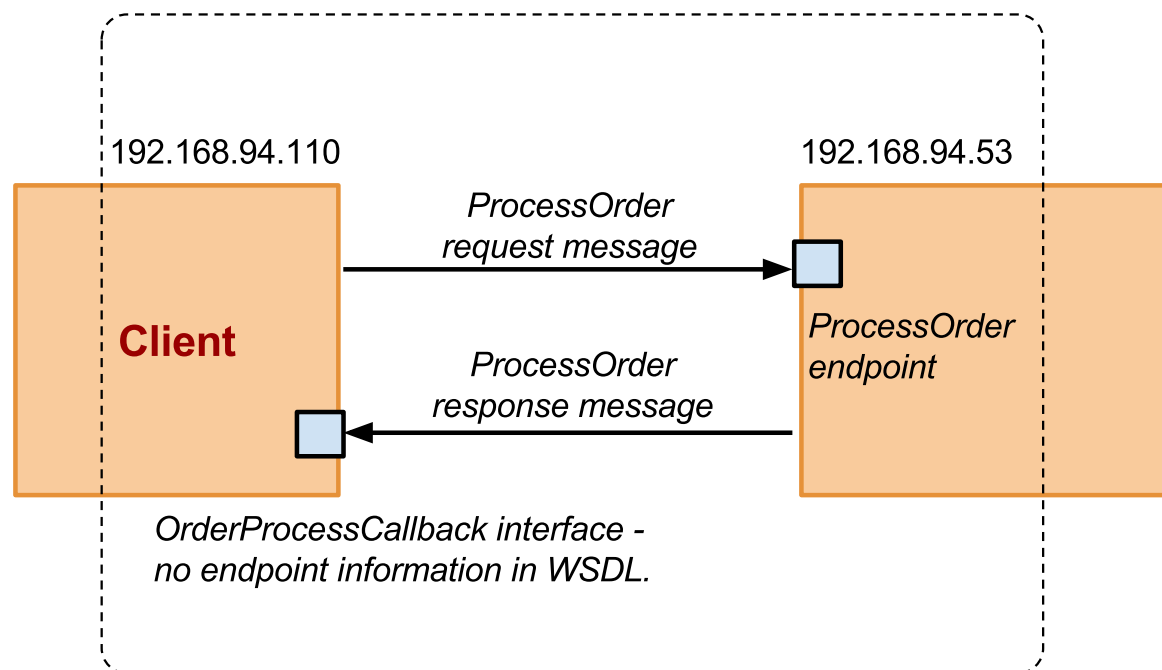 192.168.94.110
192.168.94.53
ProcessOrder
request message
Client
ProcessOrder
endpoint
ProcessOrder
response message
OrderProcessCallback interface -
no endpoint information in WSDL.